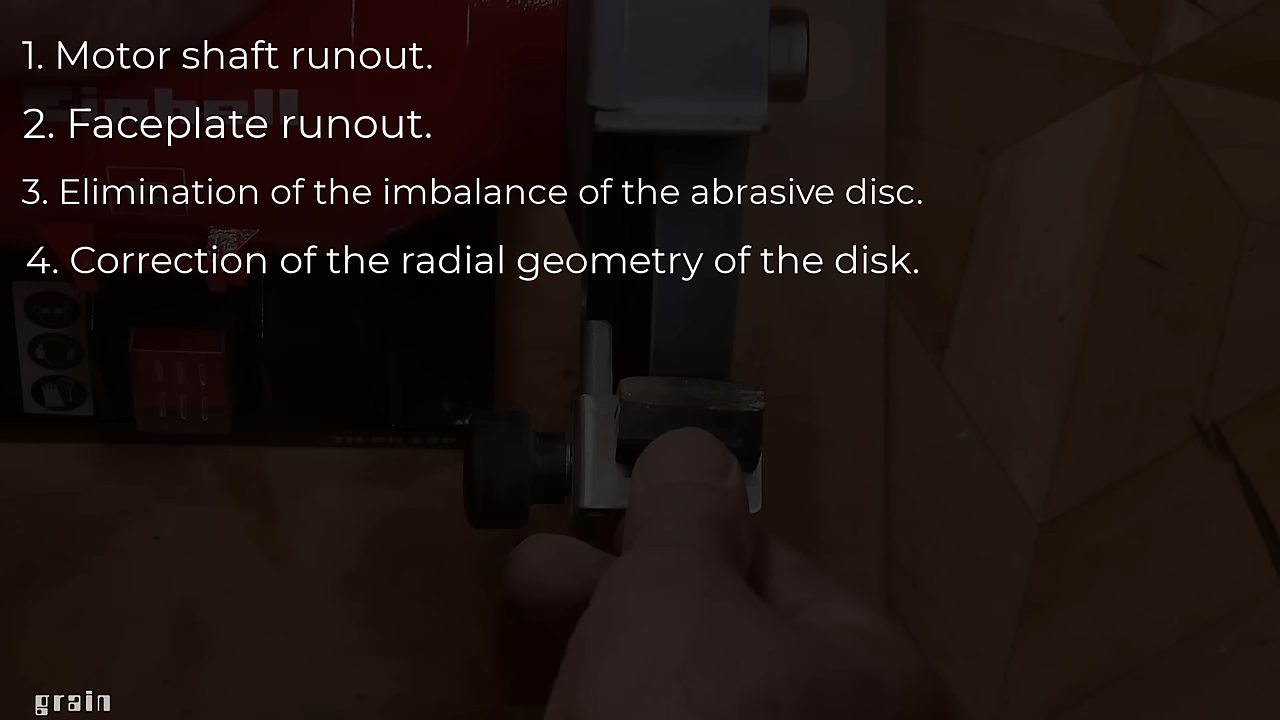 1. Motor shaft runout.
Einhell
2. Faceplate runout.
3. Elimination of the imbalance of the abrasive disc.
4. Correction of the radial geometry of the disk.
grain